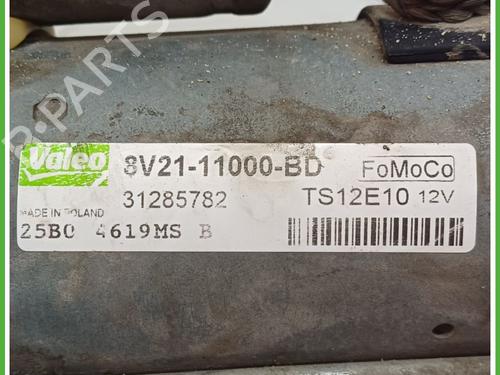 Valeo
8V21-11000-BD
FoMoCo
31285782
TS12E10 12V
MADE IN POLAND
25B0 4619MS B
B-PARTS